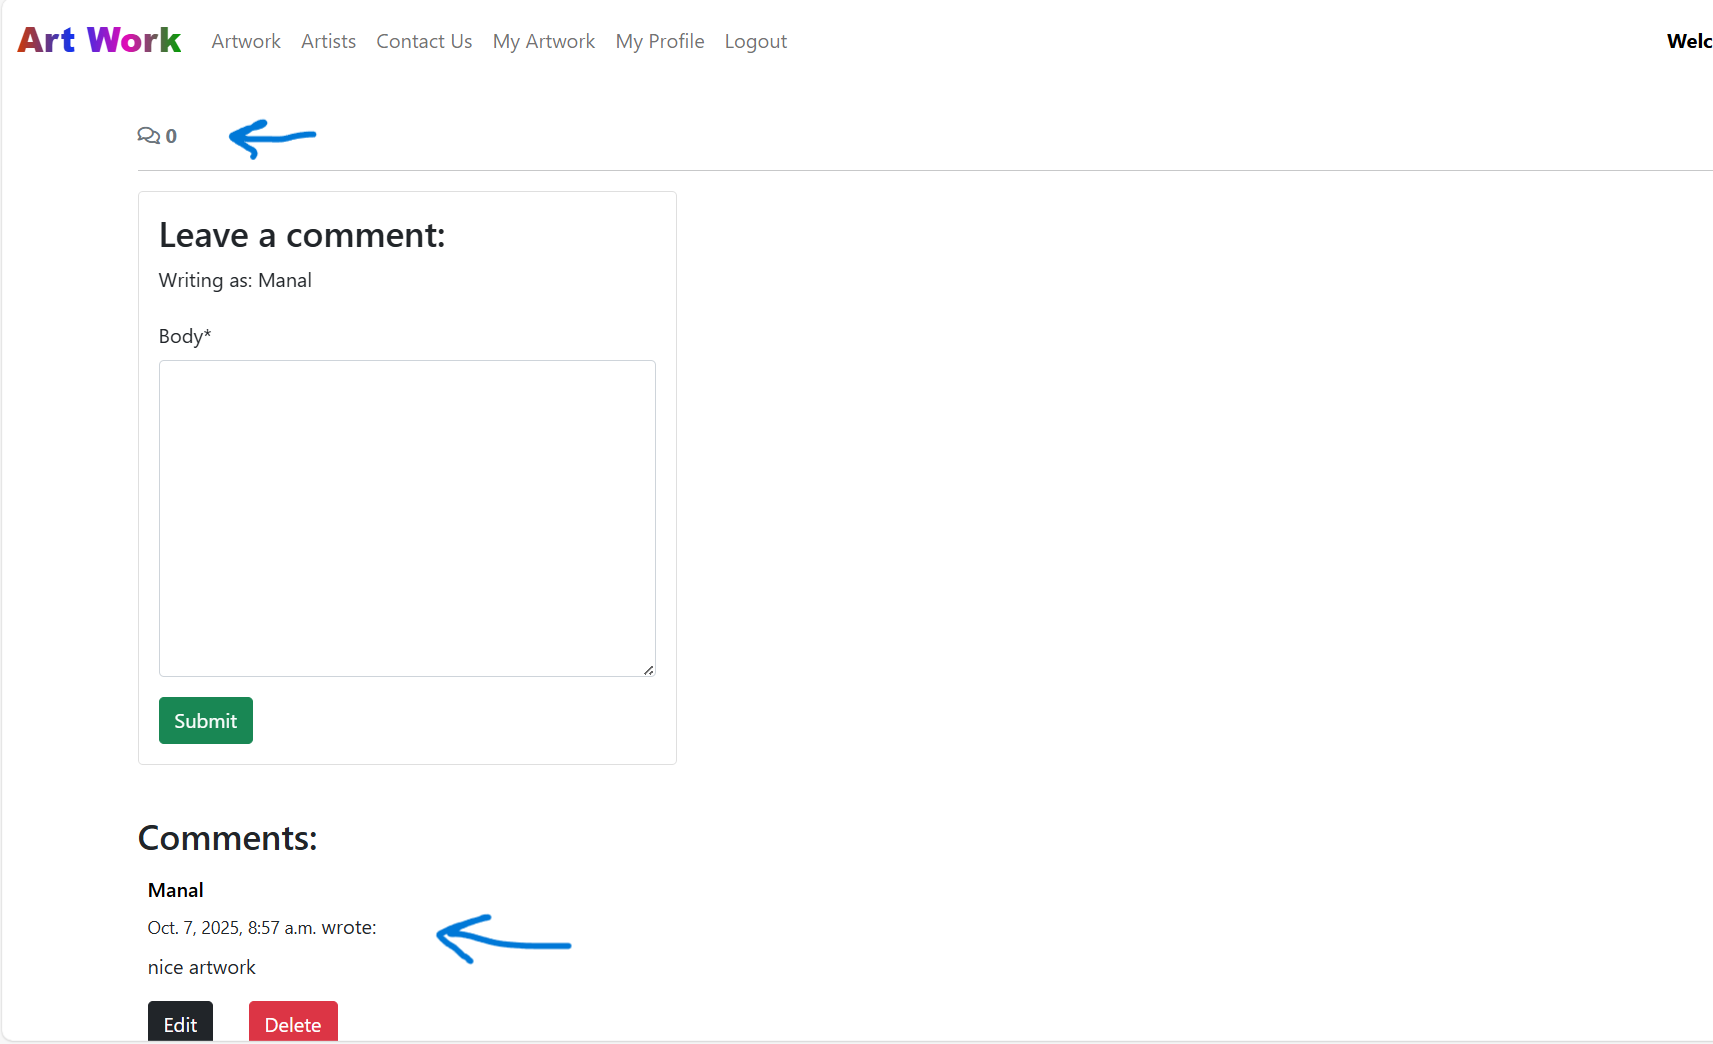 Art Work Artwork Artists Contact Us My Artwork My Profile Logout Welc
0
Leave a comment:
Writing as: Manal
Body*
Submit
Comments:
Manal
Oct. 7, 2025, 8:57 a.m. wrote:
nice artwork
Edit Delete